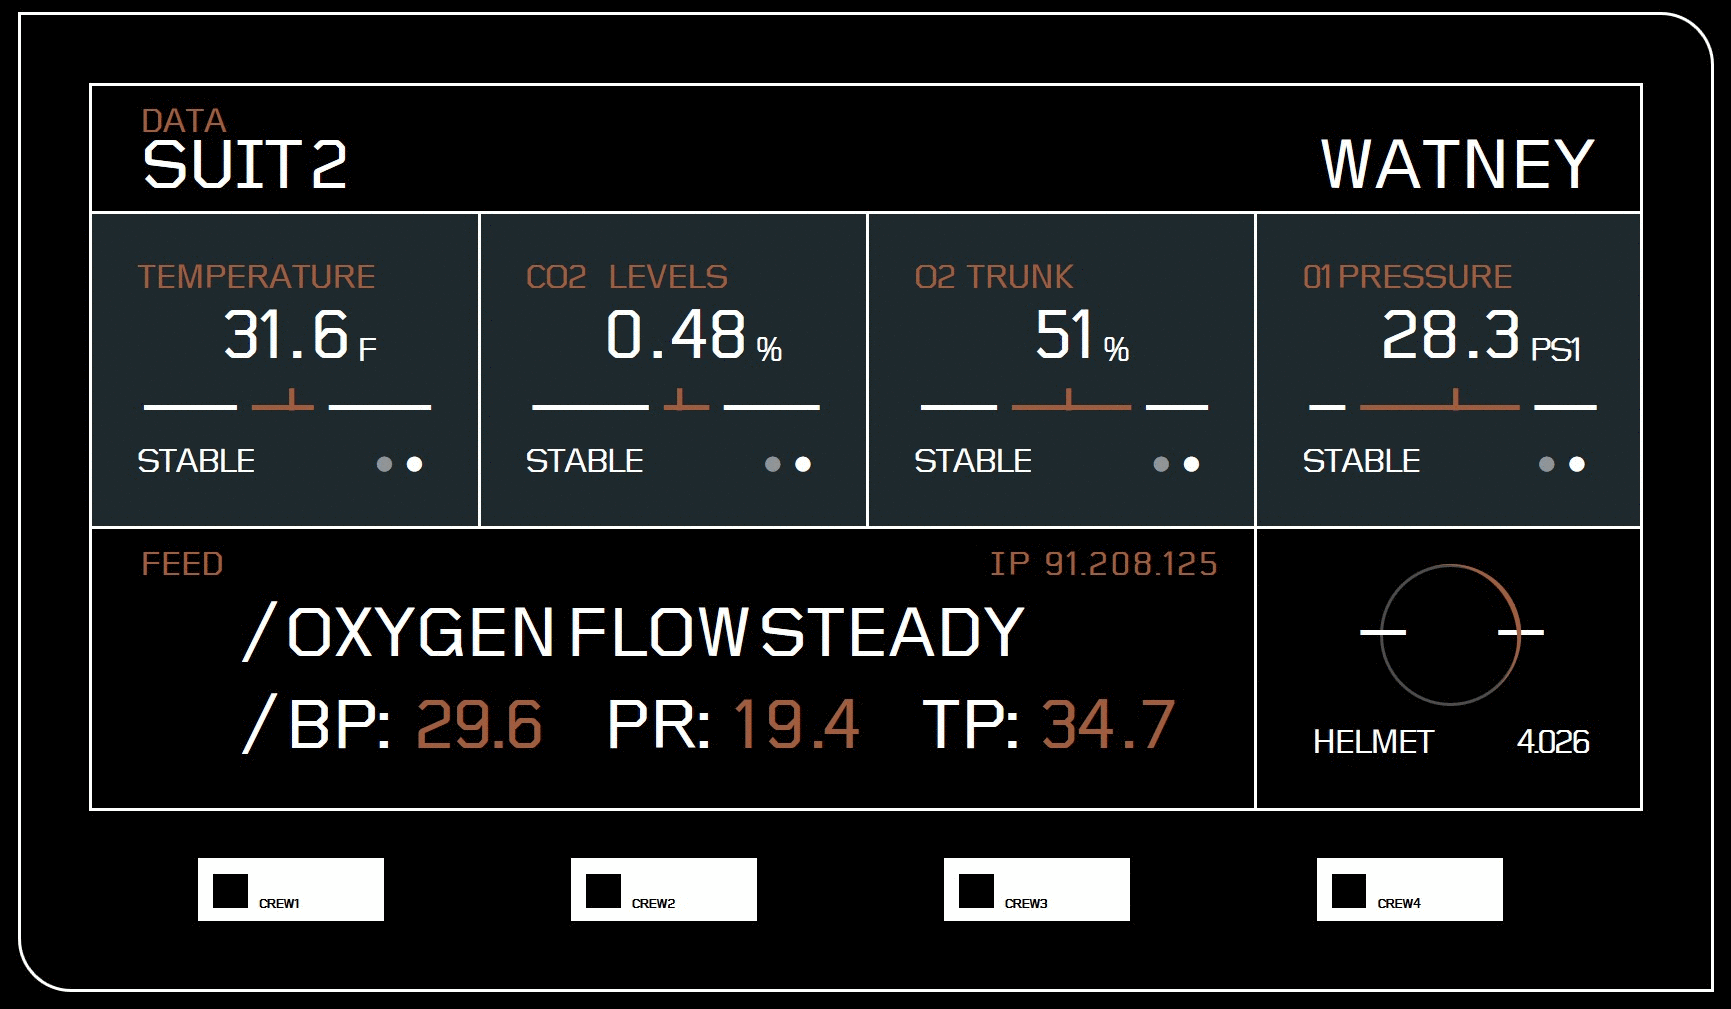 DATA
SUIT 2
WATNEY
TEMPERATURE
31.6 F
STABLE
CO2 LEVELS
0.48 %
STABLE
O2 TRUNK
51 %
STABLE
01 PRESSURE
28.3 PS1
STABLE
FEED
IP 91.208.125
/OXYGEN FLOW STEADY
/BP: 29.6 PR: 19.4 TP: 34.7
HELMET 4.026
CREW1
CREW2
CREW3
CREW4